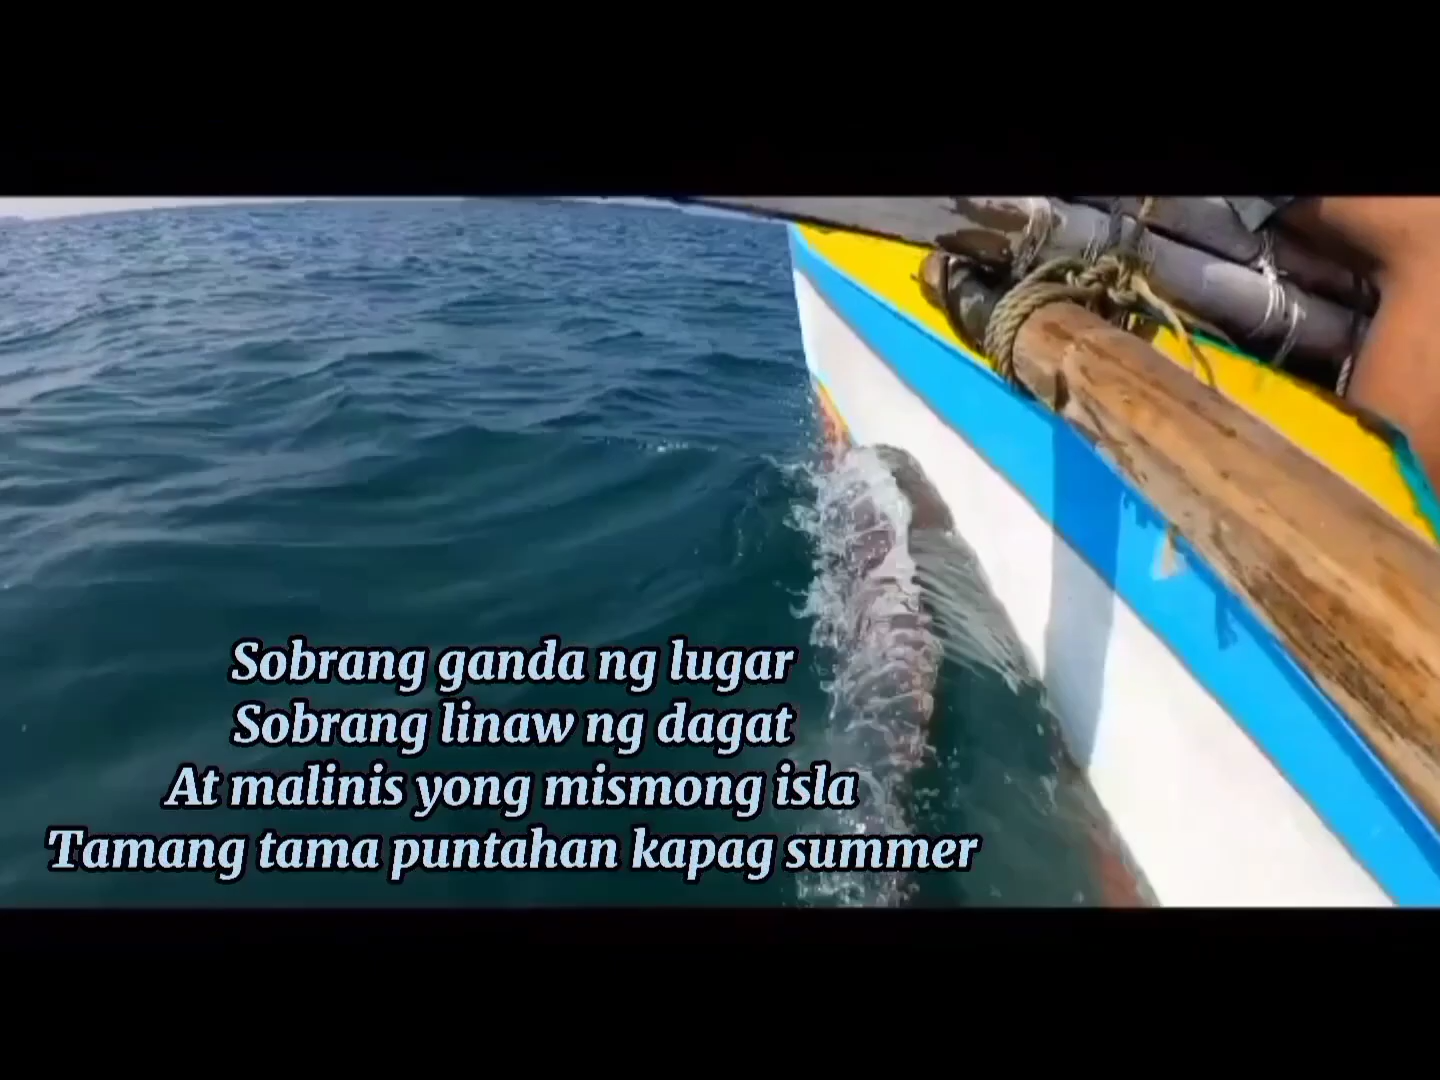 Sobrang ganda ng lugar
Sobrang linaw ng dagat
At malinis yong mismong isla
Tamang tama puntahan kapag summer